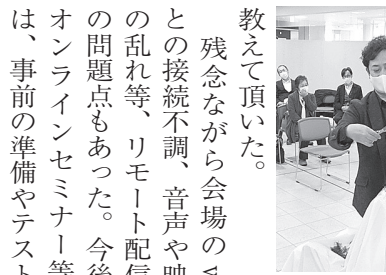 教えて頂いた。
残念ながら会場の
との接続不調、音声や映
の乱れ等、リモート配信
の問題点もあった。今後
オンラインセミナー等
は、事前の準備やテスト